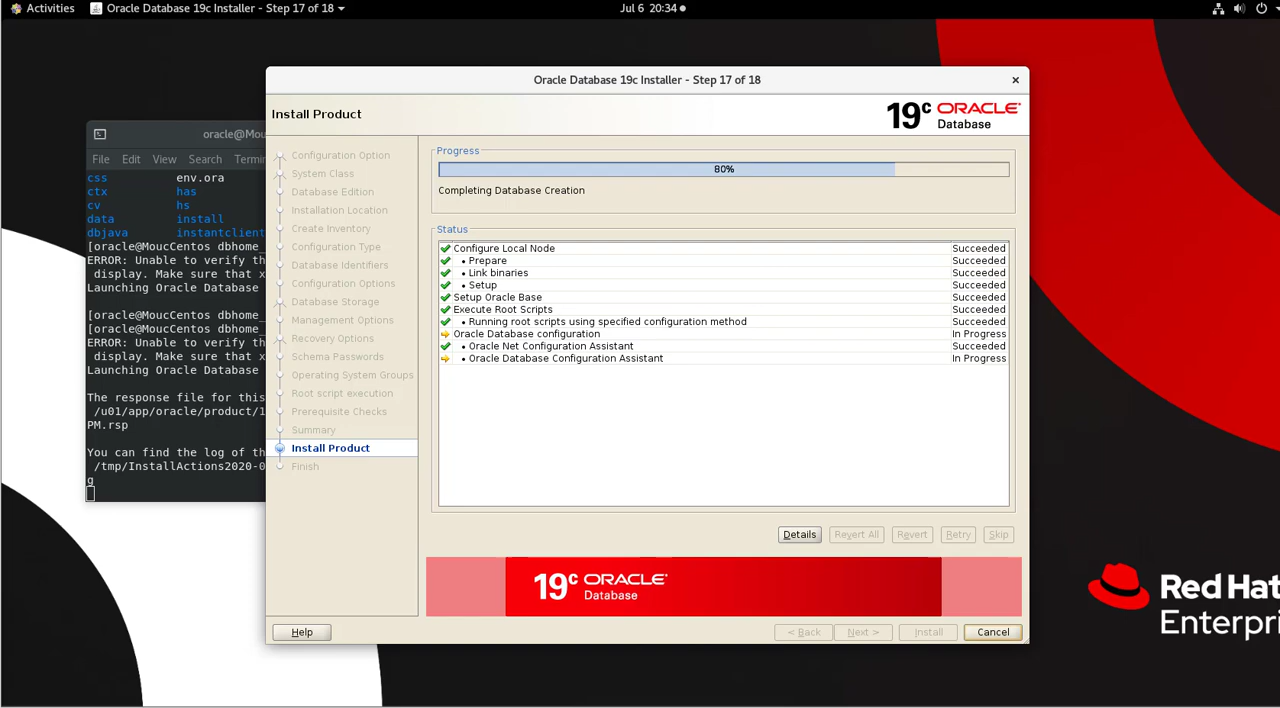 Activities Oracle Database 19c Installer - Step 17 of 18 Jul 6 20:34
Oracle Database 19c Installer - Step 17 of 18
Install Product
19c ORACLE
Database
oracle@Mou
File Edit View Search Termin
css env.ora
ctx has
cv hs
data install
dbjava instantclient
[oracle@MoucCentos dbhome_
ERROR: Unable to verify th
display. Make sure that x
Launching Oracle Database
[oracle@MoucCentos dbhome_
[oracle@MoucCentos dbhome_
ERROR: Unable to verify th
display. Make sure that x
Launching Oracle Database
The response file for this
/u01/app/oracle/product/1
PM.rsp
You can find the log of th
/tmp/InstallActions2020-0
g
Configuration Option
System Class
Database Edition
Installation Location
Create Inventory
Configuration Type
Database Identifiers
Configuration Options
Database Storage
Management Options
Recovery Options
Schema Passwords
Operating System Groups
Root script execution
Prerequisite Checks
Summary
Install Product
Finish
Progress
80%
Completing Database Creation
Status
Configure Local Node Succeeded
• Prepare Succeeded
• Link binaries Succeeded
• Setup Succeeded
Setup Oracle Base Succeeded
Execute Root Scripts Succeeded
• Running root scripts using specified configuration method Succeeded
Oracle Database configuration In Progress
• Oracle Net Configuration Assistant Succeeded
• Oracle Database Configuration Assistant In Progress
Details Revert All Revert Retry Skip
19c ORACLE
Database
Help < Back Next > Install Cancel
Red Hat
Enterpri